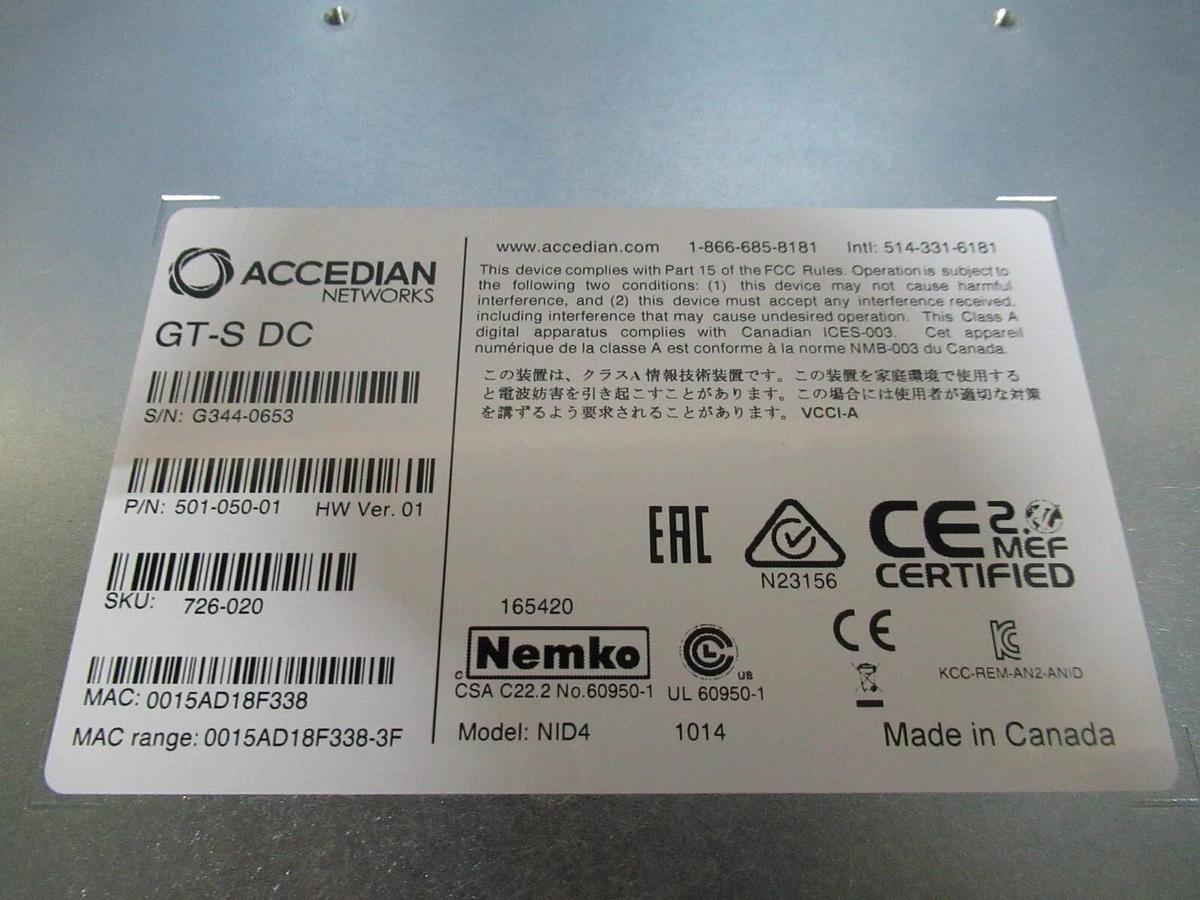 ACCEDIAN
NETWORKS
GT-S DC
S/N: G344-0653
P/N: 501-050-01 HW Ver. 01
SKU: 726-020
MAC: 0015AD18F338
MAC range: 0015AD18F338-3F
www.accedian.com 1-866-685-8181 Intl: 514-331-6181
This device complies with Part 15 of the FCC Rules. Operation is subject to
the following two conditions: (1) this device may not cause harmful
interference, and (2) this device must accept any interference received,
including interference that may cause undesired operation. This Class A
digital apparatus complies with Canadian ICES-003. Cet appareil
numérique de la classe A est conforme à la norme NMB-003 du Canada.
この装置は、クラスA情報技術装置です。この装置を家庭環境で使用する
と電波妨害を引き起こすことがあります。この場合には使用者が適切な対策
を講ずるよう要求されることがあります。 VCCI-A
EAC
N23156
CE 2.0
MEF
CERTIFIED
165420
c Nemko
CSA C22.2 No.60950-1
UL US
UL 60950-1
CE
KCC-REM-AN2-ANID
Model: NID4 1014 Made in Canada